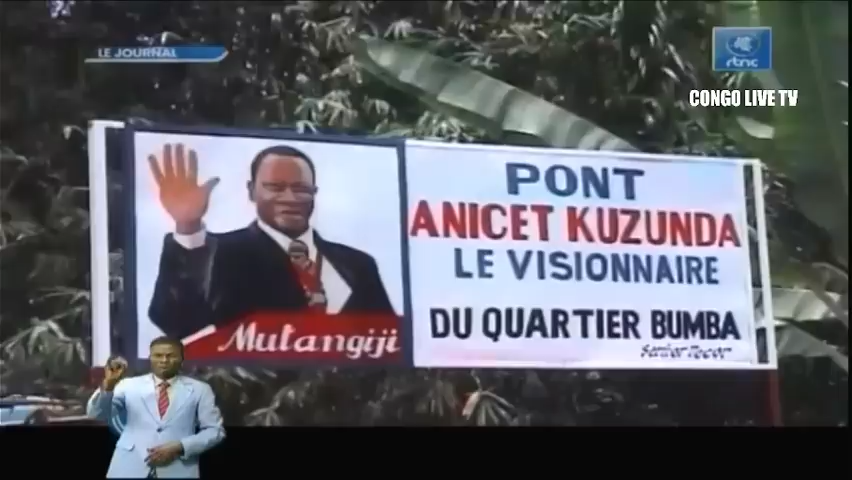 LE JOURNAL
rtnc
CONGO LIVE TV
PONT
ANICET KUZUNDA
LE VISIONNAIRE
DU QUARTIER BUMBA
Mutangiji